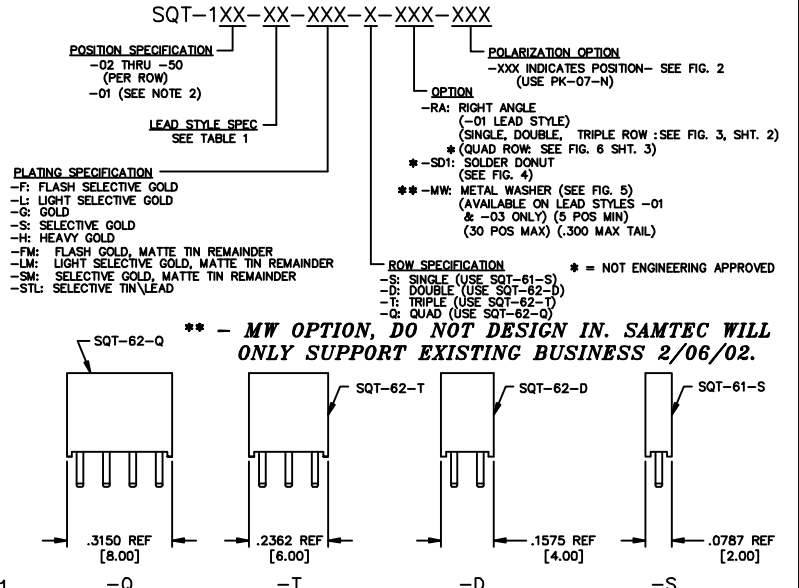 SQT-1XX-XX-XXX-X-XXX-XXX
POSITION SPECIFICATION
-02 THRU -50
(PER ROW)
-01 (SEE NOTE 2)
LEAD STYLE SPEC
SEE TABLE 1
PLATING SPECIFICATION
-F: FLASH SELECTIVE GOLD
-L: LIGHT SELECTIVE GOLD
-G: GOLD
-S: SELECTIVE GOLD
-H: HEAVY GOLD
-FM: FLASH GOLD, MATTE TIN REMAINDER
-LM: LIGHT SELECTIVE GOLD, MATTE TIN REMAINDER
-SM: SELECTIVE GOLD, MATTE TIN REMAINDER
-STL: SELECTIVE TIN\LEAD
POLARIZATION OPTION
-XXX INDICATES POSITION- SEE FIG. 2
(USE PK-07-N)
OPTION
-RA: RIGHT ANGLE
(-01 LEAD STYLE)
(SINGLE, DOUBLE, TRIPLE ROW :SEE FIG. 3, SHT. 2)
* (QUAD ROW: SEE FIG. 6 SHT. 3)
* -SD1: SOLDER DONUT
(SEE FIG. 4)
** -MW: METAL WASHER (SEE FIG. 5)
(AVAILABLE ON LEAD STYLES -01
& -03 ONLY) (5 POS MIN)
(30 POS MAX) (.300 MAX TAIL)
ROW SPECIFICATION
-S: SINGLE (USE SQT-61-S)
-D: DOUBLE (USE SQT-62-D)
-T: TRIPLE (USE SQT-62-T)
-Q: QUAD (USE SQT-62-Q)
* = NOT ENGINEERING APPROVED
** - MW OPTION, DO NOT DESIGN IN. SAMTEC WILL
ONLY SUPPORT EXISTING BUSINESS 2/06/02.
SQT-62-Q
SQT-62-T
SQT-62-D
SQT-61-S
.3150 REF
[8.00]
.2362 REF
[6.00]
.1575 REF
[4.00]
.0787 REF
[2.00]
1
-Q
-T
-D
-S